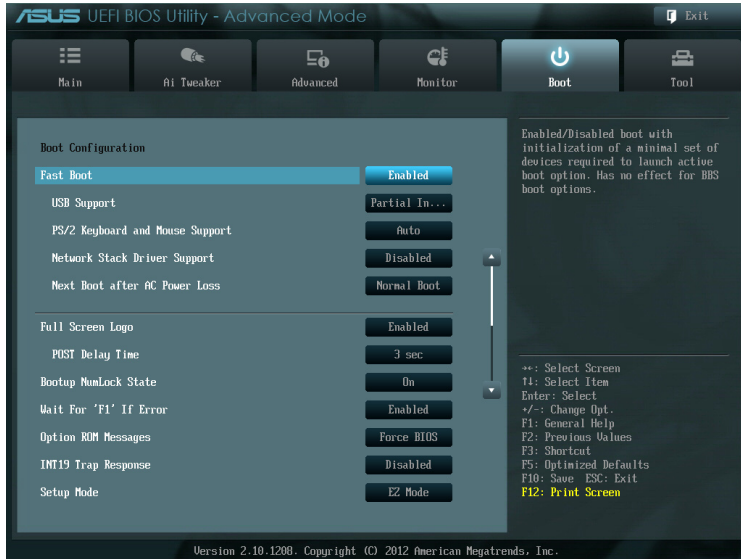 ASUS UEFI BIOS Utility - Advanced Mode
Exit
Main
Ai Tweaker
Advanced
Monitor
Boot
Tool
Boot Configuration
Fast Boot Enabled
USB Support Partial In...
PS/2 Keyboard and Mouse Support Auto
Network Stack Driver Support Disabled
Next Boot after AC Power Loss Normal Boot
Full Screen Logo Enabled
POST Delay Time 3 sec
Bootup NumLock State On
Wait For 'F1' If Error Enabled
Option ROM Messages Force BIOS
INT19 Trap Response Disabled
Setup Mode EZ Mode
Enabled/Disabled boot with
initialization of a minimal set of
devices required to launch active
boot option. Has no effect for BBS
boot options.
→←: Select Screen
↑↓: Select Item
Enter: Select
+/-: Change Opt.
F1: General Help
F2: Previous Values
F3: Shortcut
F5: Optimized Defaults
F10: Save ESC: Exit
F12: Print Screen
Version 2.10.1208. Copyright (C) 2012 American Megatrends, Inc.